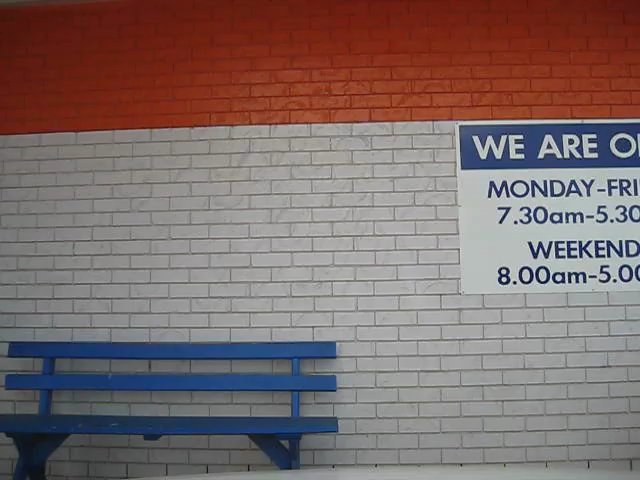 WE ARE O
MONDAY-FRI
7.30am-5.30
WEEKEND
8.00am-5.00